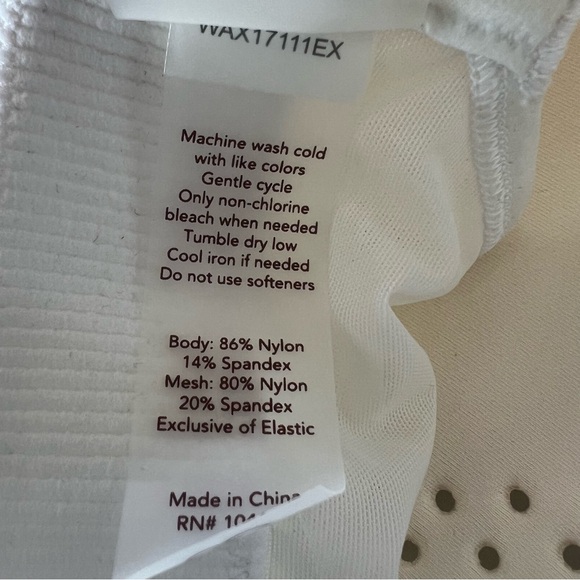 WAX17111EX
Machine wash cold
with like colors
Gentle cycle
Only non-chlorine
bleach when needed
Tumble dry low
Cool iron if needed
Do not use softeners
Body: 86% Nylon
14% Spandex
Mesh: 80% Nylon
20% Spandex
Exclusive of Elastic
Made in China
RN#